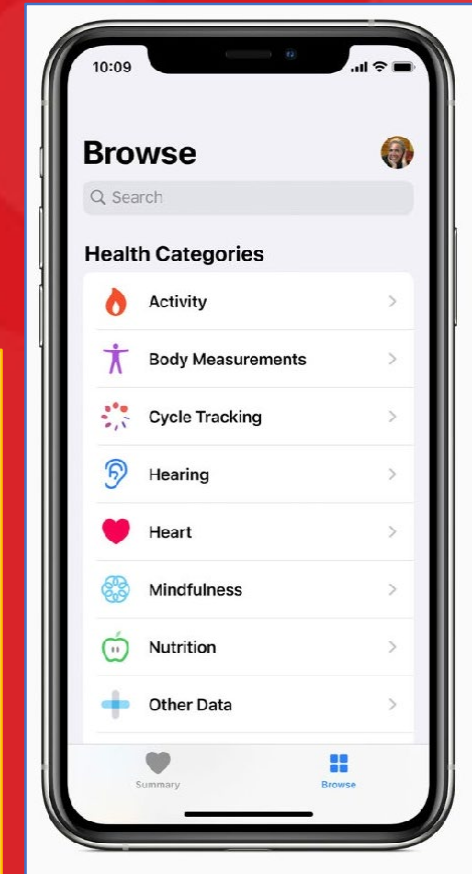 10:09
Browse
Search
Health Categories
Activity
Body Measurements
Cycle Tracking
Hearing
Heart
Mindfulness
Nutrition
Other Data
Summary
Browse